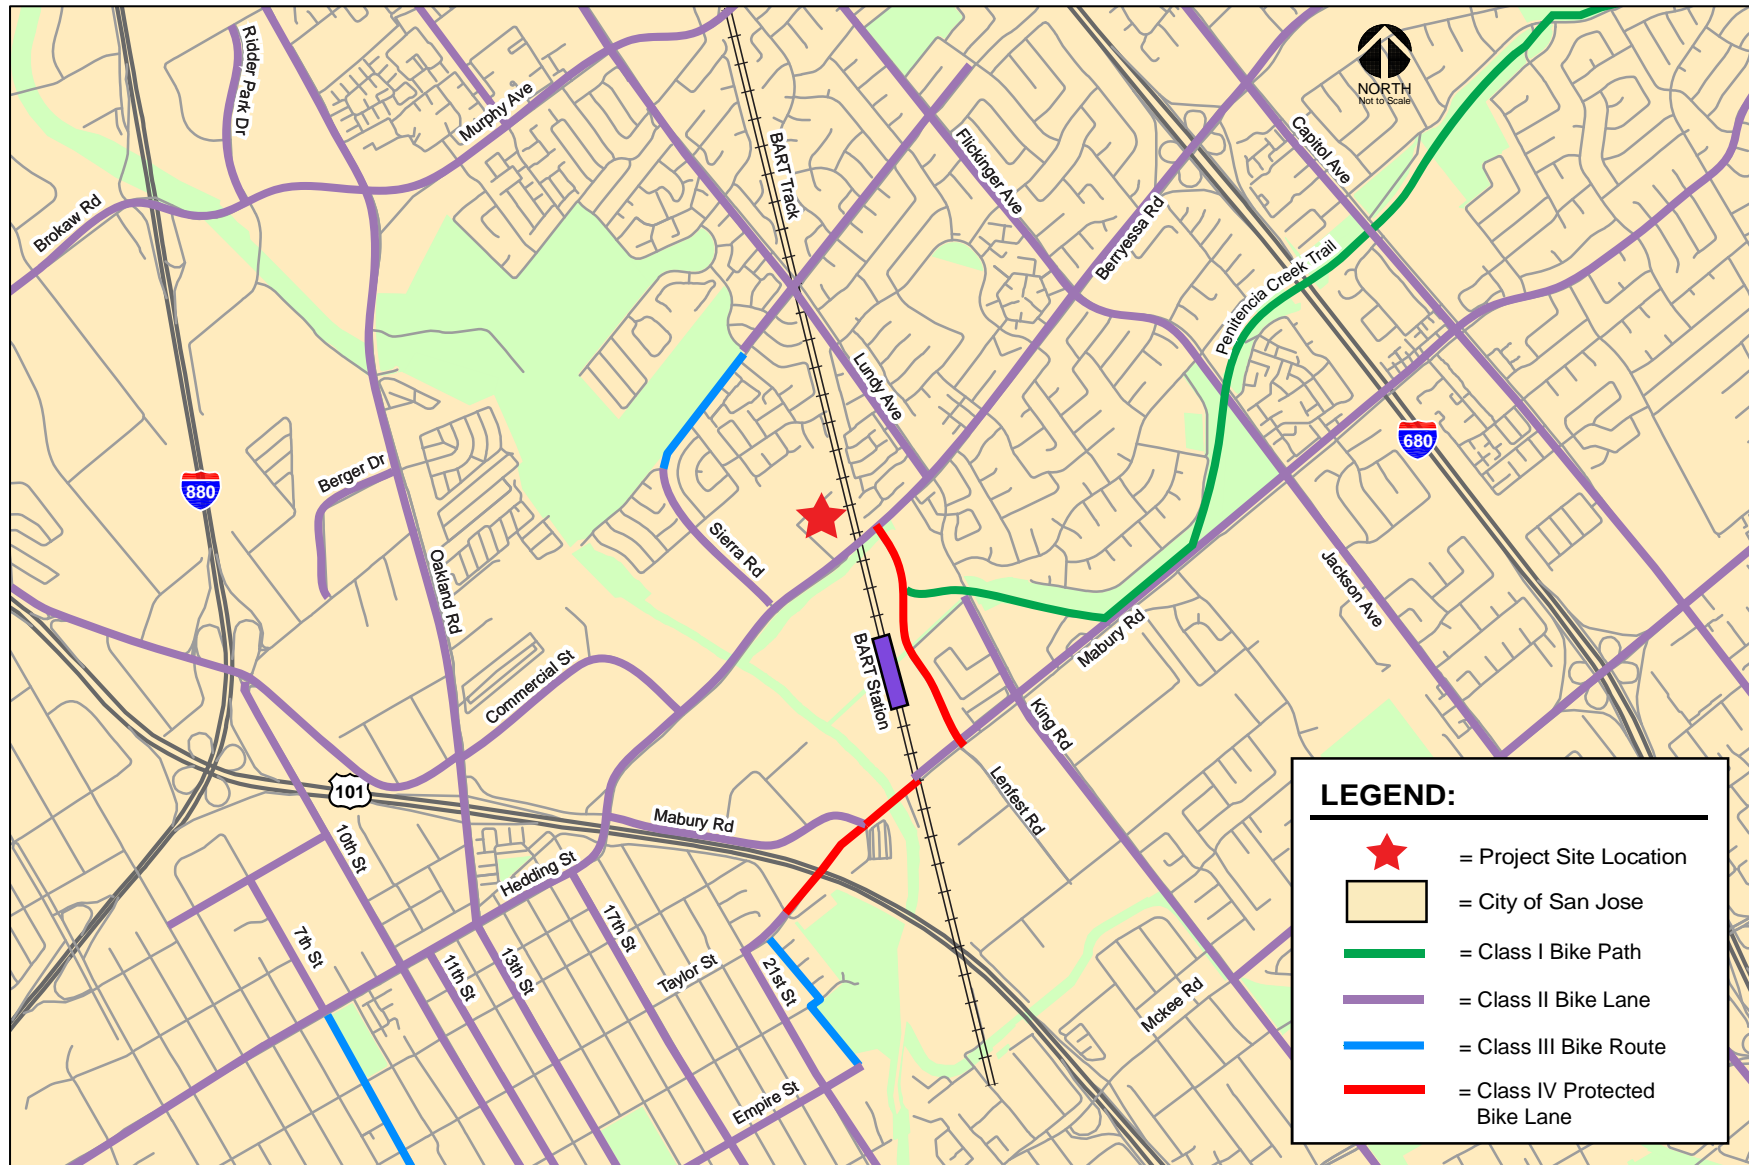 NORTH
Not to Scale
Ridder Park Dr
Murphy Ave
BART Track
Flickinger Ave
Capitol Ave
Brokaw Rd
Berryessa Rd
Penitencia Creek Trail
Lundy Ave
680
880
Berger Dr
Sierra Rd
Oakland Rd
Jackson Ave
Mabury Rd
BART Station
Commercial St
King Rd
Lenfest Rd
101
Mabury Rd
10th St
Hedding St
17th St
7th St
11th St
13th St
Taylor St
21st St
Mckee Rd
Empire St
LEGEND:
= Project Site Location
= City of San Jose
= Class I Bike Path
= Class II Bike Lane
= Class III Bike Route
= Class IV Protected
Bike Lane